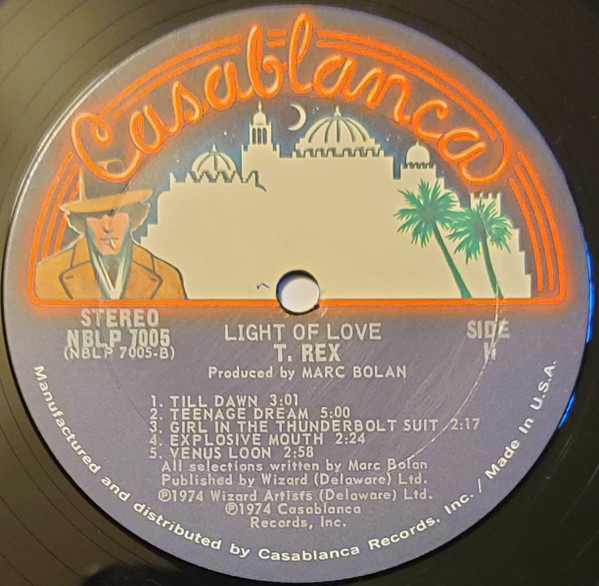 Casablanca
STEREO
NBLP 7005
(NBLP 7005-B)
LIGHT OF LOVE
T. REX
Produced by MARC BOLAN
SIDE
1. TILL DAWN 3:01
2. TEENAGE DREAM 5:00
3. GIRL IN THE THUNDERBOLT SUIT 2:17
4. EXPLOSIVE MOUTH 2:24
5. VENUS LOON 2:58
All selections written by Marc Bolan
Published by Wizard (Delaware) Ltd.
℗1974 Wizard Artists (Delaware) Ltd.
©℗1974 Casablanca
Records, Inc.
Manufactured and distributed by Casablanca Records, Inc. / Made In U.S.A.